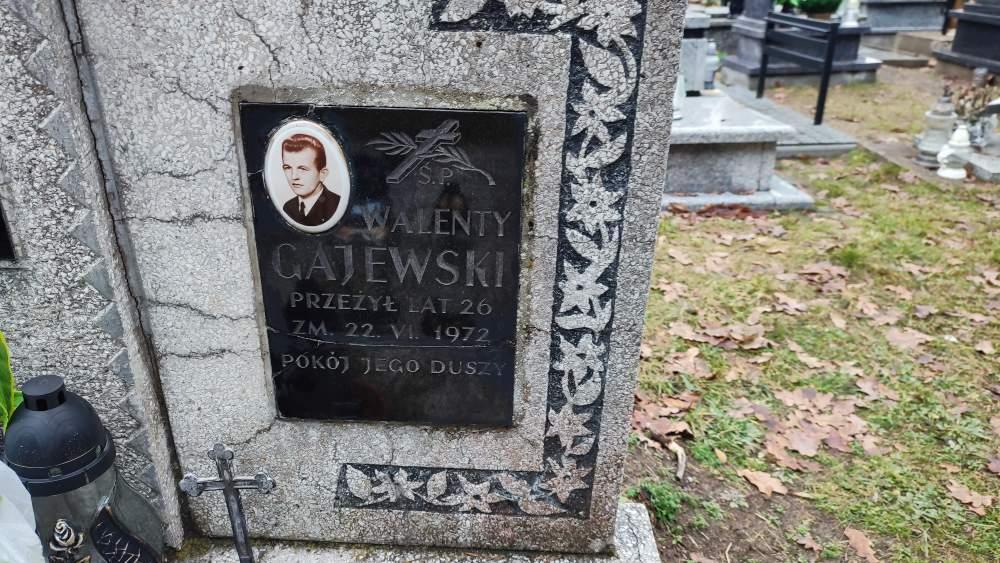 Ś.P.
WALENTY
GAJEWSKI
PRZEŻYŁ LAT 26
ZM. 22. VI. 1972
POKÓJ JEGO DUSZY